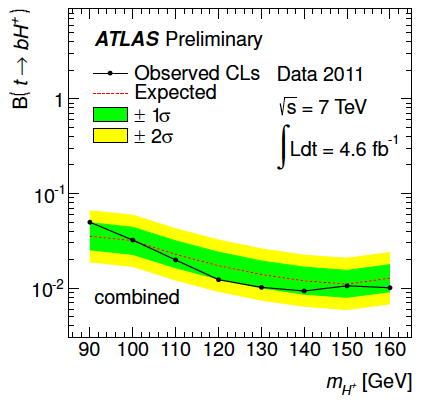 ATLAS Preliminary
Observed CLs
Expected
± 1σ
± 2σ
Data 2011
√s = 7 TeV
∫Ldt = 4.6 fb⁻¹
B( t → bH⁺ )
1
10⁻¹
10⁻²
combined
90 100 110 120 130 140 150 160
m_H⁺ [GeV]